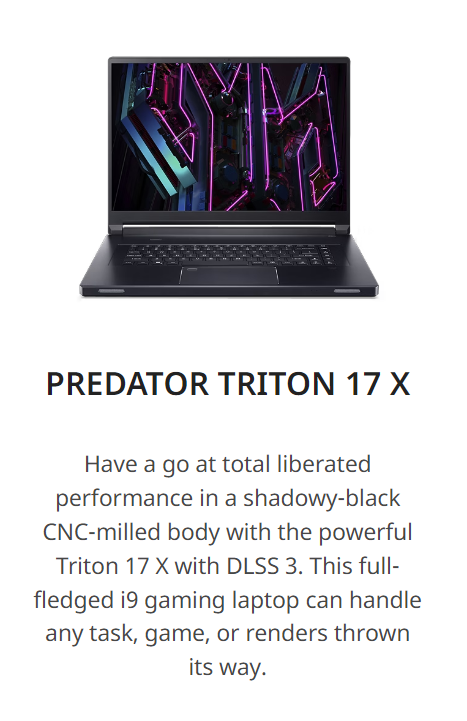 PREDATOR TRITON 17 X
Have a go at total liberated
performance in a shadowy-black
CNC-milled body with the powerful
Triton 17 X with DLSS 3. This full-
fledged i9 gaming laptop can handle
any task, game, or renders thrown
its way.